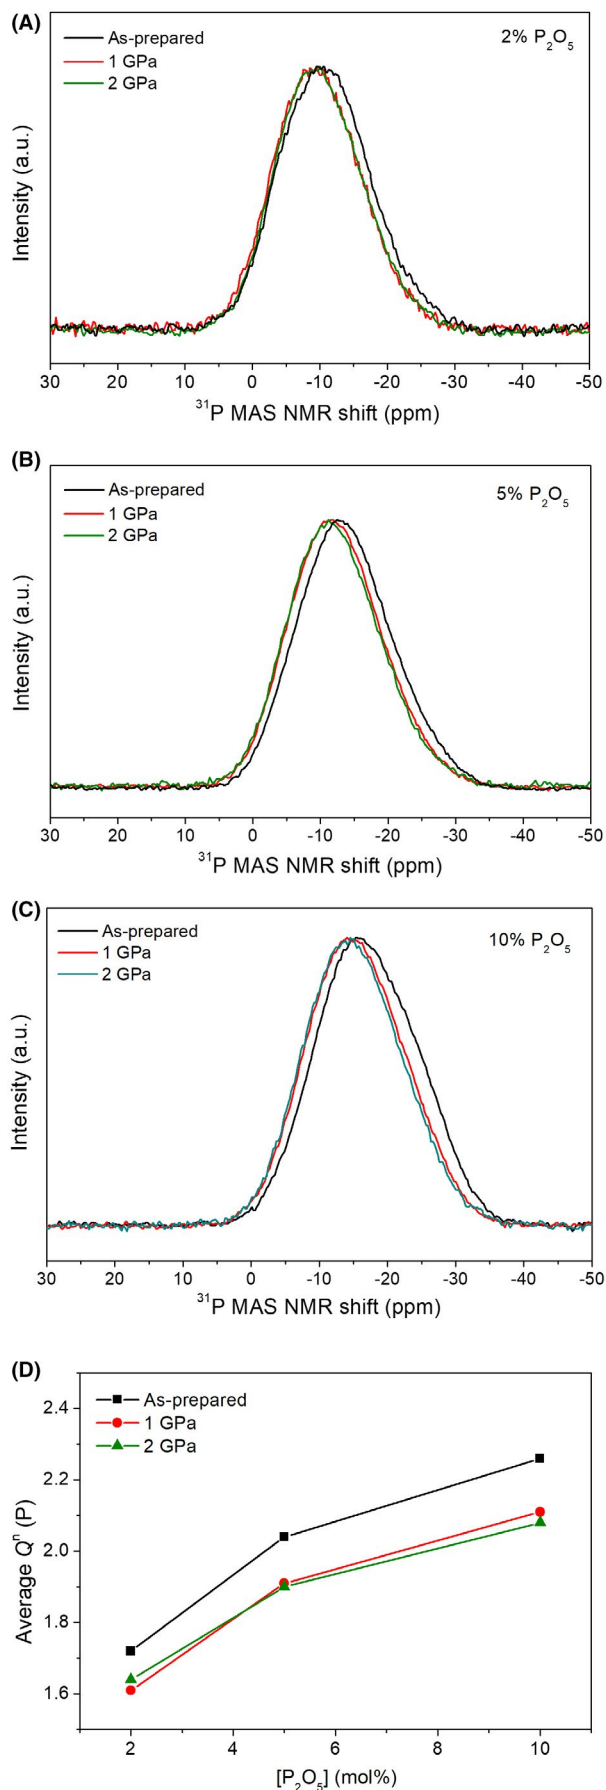 (A)
As-prepared
1 GPa
2 GPa
2% P₂O₅
Intensity (a.u.)
30 20 10 0 -10 -20 -30 -40 -50
³¹P MAS NMR shift (ppm)
(B)
As-prepared
1 GPa
2 GPa
5% P₂O₅
Intensity (a.u.)
30 20 10 0 -10 -20 -30 -40 -50
³¹P MAS NMR shift (ppm)
(C)
As-prepared
1 GPa
2 GPa
10% P₂O₅
Intensity (a.u.)
30 20 10 0 -10 -20 -30 -40 -50
³¹P MAS NMR shift (ppm)
(D)
As-prepared
1 GPa
2 GPa
2.4
2.2
2.0
1.8
1.6
Average Qⁿ (P)
2 4 6 8 10
[P₂O₅] (mol%)